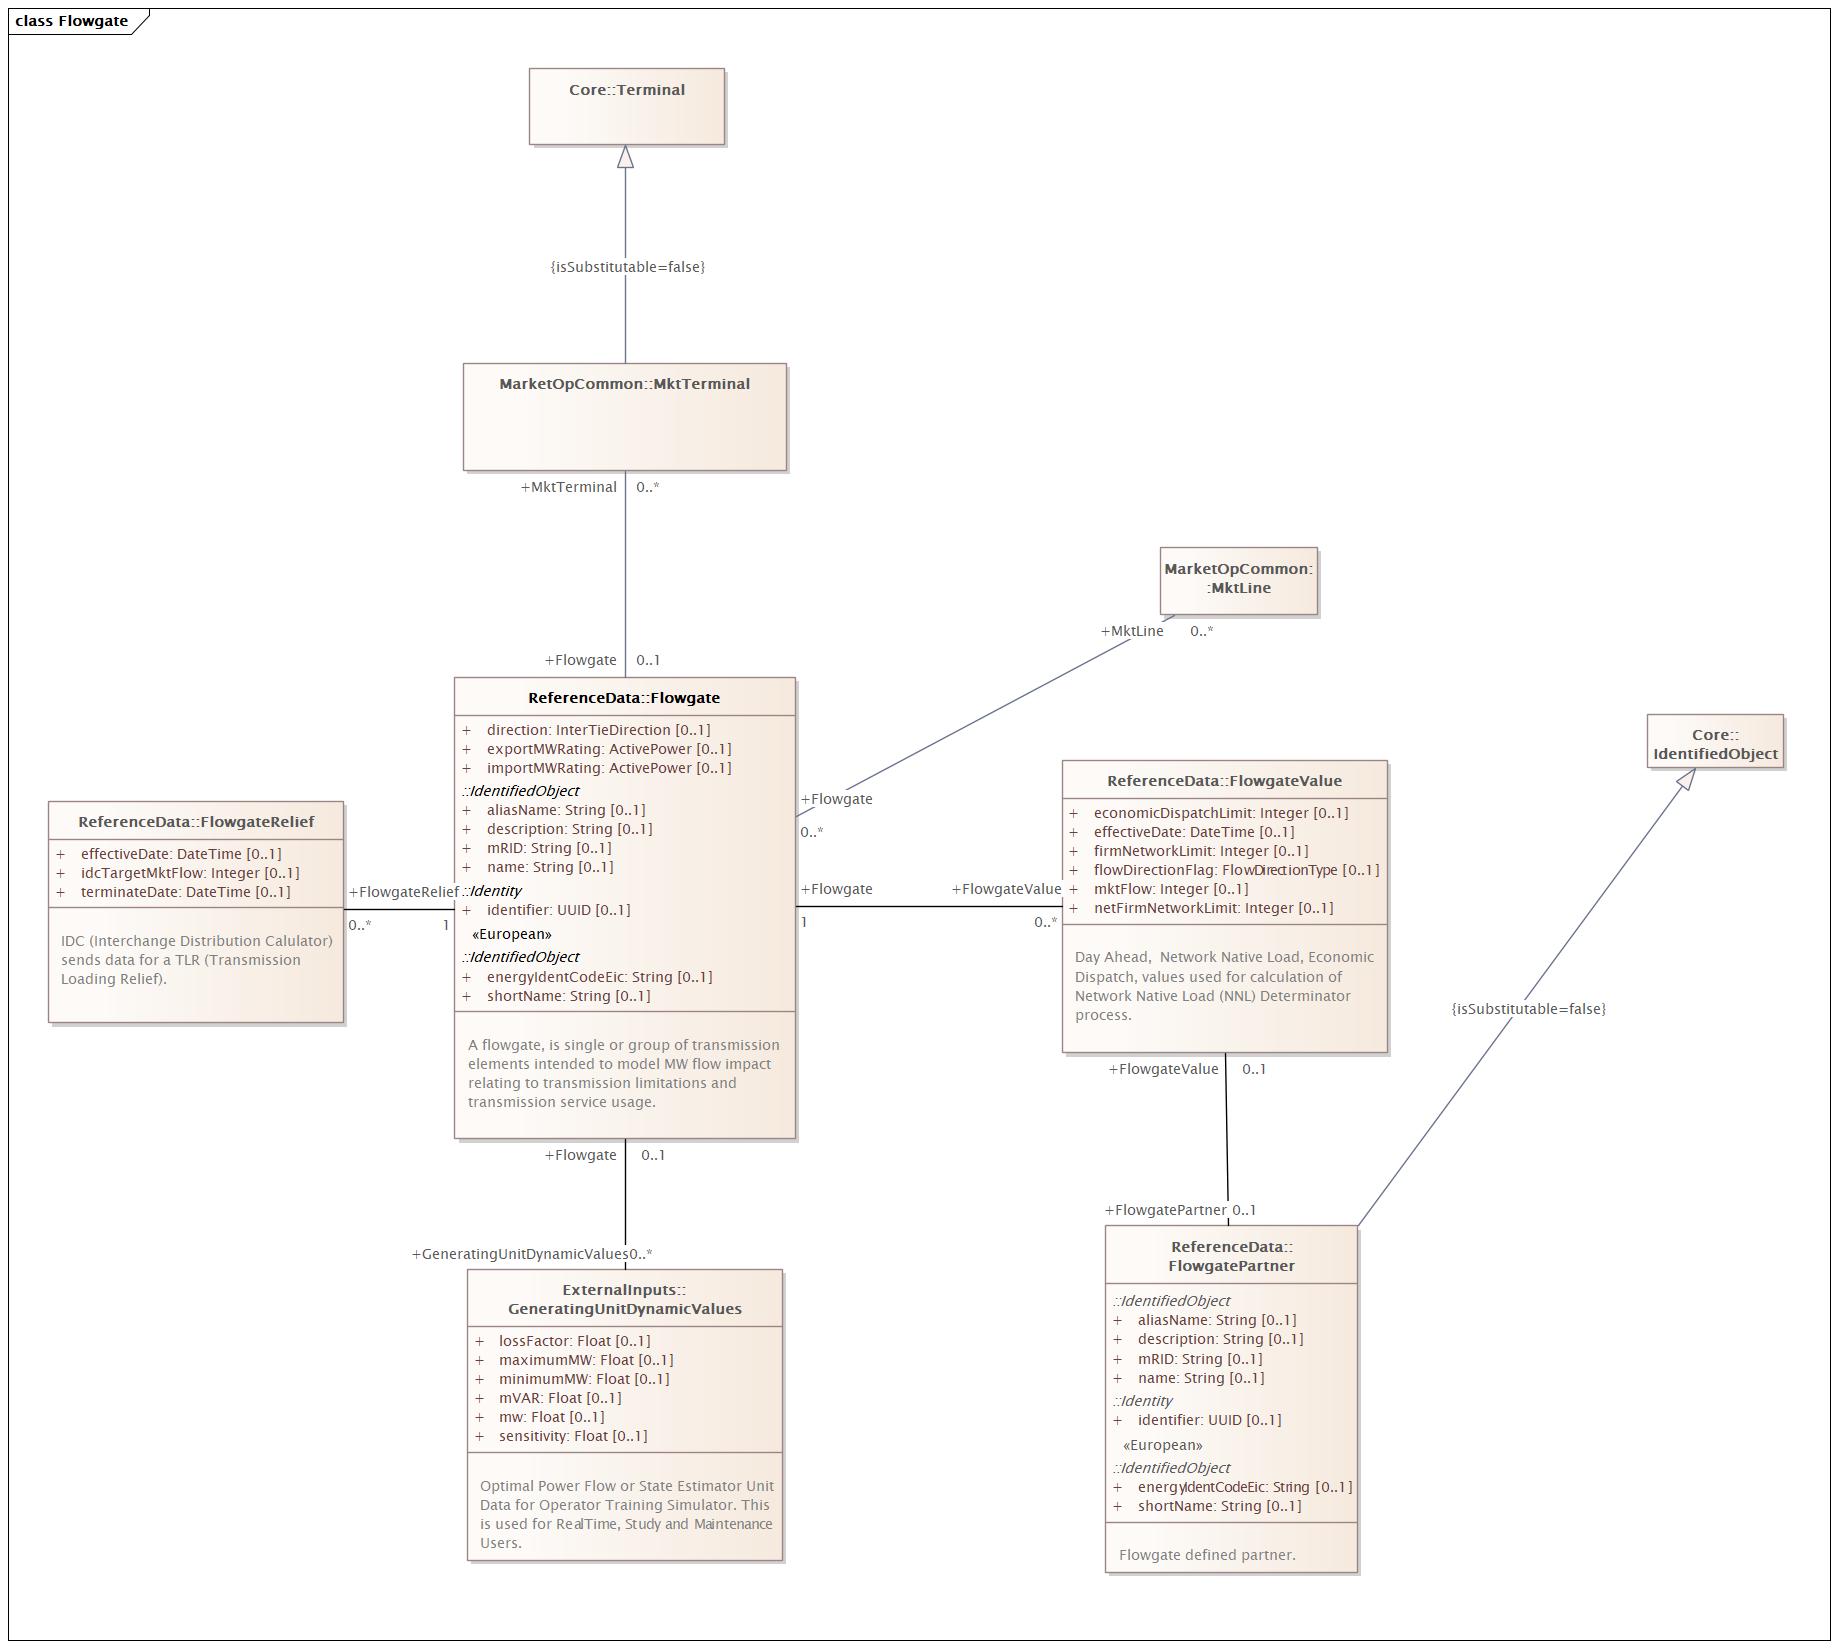 class Flowgate
Core::Terminal
{isSubstitutable=false}
MarketOpCommon::MktTerminal
+MktTerminal 0..*
MarketOpCommon:
:MktLine
+MktLine 0..*
+Flowgate 0..1
ReferenceData::Flowgate
+ direction: InterTieDirection [0..1]
+ exportMWRating: ActivePower [0..1]
+ importMWRating: ActivePower [0..1]
::IdentifiedObject
+ aliasName: String [0..1]
+ description: String [0..1]
+ mRID: String [0..1]
+ name: String [0..1]
::Identity
+ identifier: UUID [0..1]
«European»
::IdentifiedObject
+ energyIdentCodeEic: String [0..1]
+ shortName: String [0..1]
A flowgate, is single or group of transmission
elements intended to model MW flow impact
relating to transmission limitations and
transmission service usage.
+Flowgate
0..*
Core::
IdentifiedObject
ReferenceData::FlowgateValue
+ economicDispatchLimit: Integer [0..1]
+ effectiveDate: DateTime [0..1]
+ firmNetworkLimit: Integer [0..1]
+ flowDirectionFlag: FlowDirectionType [0..1]
+ mktFlow: Integer [0..1]
+ netFirmNetworkLimit: Integer [0..1]
Day Ahead,  Network Native Load, Economic
Dispatch, values used for calculation of
Network Native Load (NNL) Determinator
process.
ReferenceData::FlowgateRelief
+ effectiveDate: DateTime [0..1]
+ idcTargetMktFlow: Integer [0..1]
+ terminateDate: DateTime [0..1]
IDC (Interchange Distribution Calulator)
sends data for a TLR (Transmission
Loading Relief).
+FlowgateRelief
0..* 1
+Flowgate +FlowgateValue
1 0..*
{isSubstitutable=false}
+FlowgateValue 0..1
+Flowgate 0..1
+FlowgatePartner 0..1
+GeneratingUnitDynamicValues 0..*
ExternalInputs::
GeneratingUnitDynamicValues
+ lossFactor: Float [0..1]
+ maximumMW: Float [0..1]
+ minimumMW: Float [0..1]
+ mVAR: Float [0..1]
+ mw: Float [0..1]
+ sensitivity: Float [0..1]
Optimal Power Flow or State Estimator Unit
Data for Operator Training Simulator. This
is used for RealTime, Study and Maintenance
Users.
ReferenceData::
FlowgatePartner
::IdentifiedObject
+ aliasName: String [0..1]
+ description: String [0..1]
+ mRID: String [0..1]
+ name: String [0..1]
::Identity
+ identifier: UUID [0..1]
«European»
::IdentifiedObject
+ energyIdentCodeEic: String [0..1]
+ shortName: String [0..1]
Flowgate defined partner.